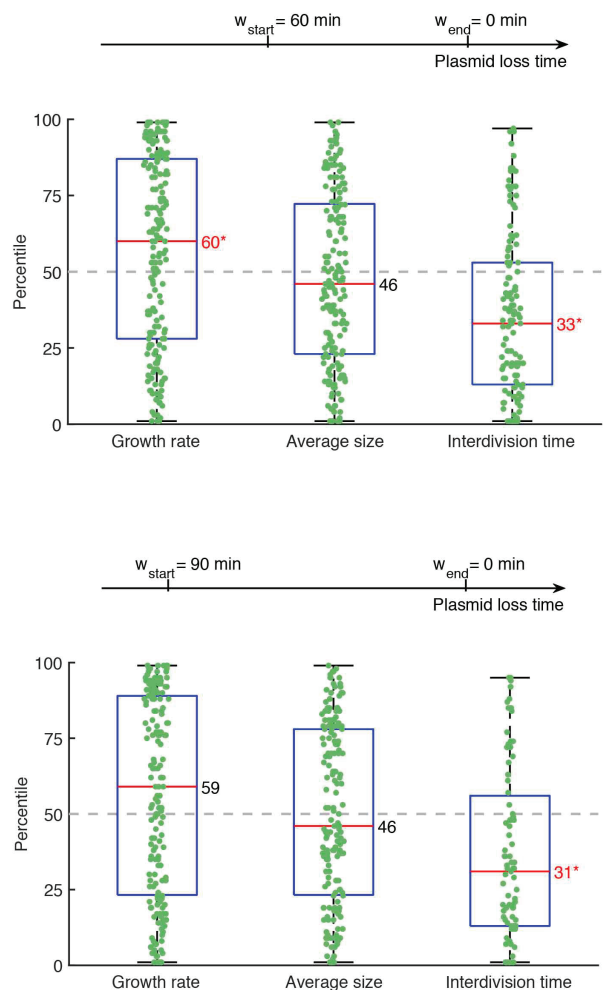 w_start = 60 min w_end = 0 min
Plasmid loss time
100
75
50
25
0
Percentile
60*
46
33*
Growth rate Average size Interdivision time
w_start = 90 min w_end = 0 min
Plasmid loss time
100
75
50
25
0
Percentile
59
46
31*
Growth rate Average size Interdivision time